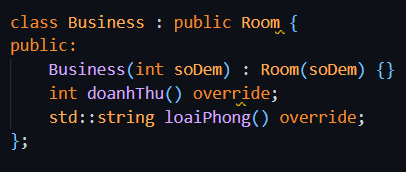 class Business : public Room {
public:
    Business(int soDem) : Room(soDem) {}
    int doanhThu() override;
    std::string loaiPhong() override;
};